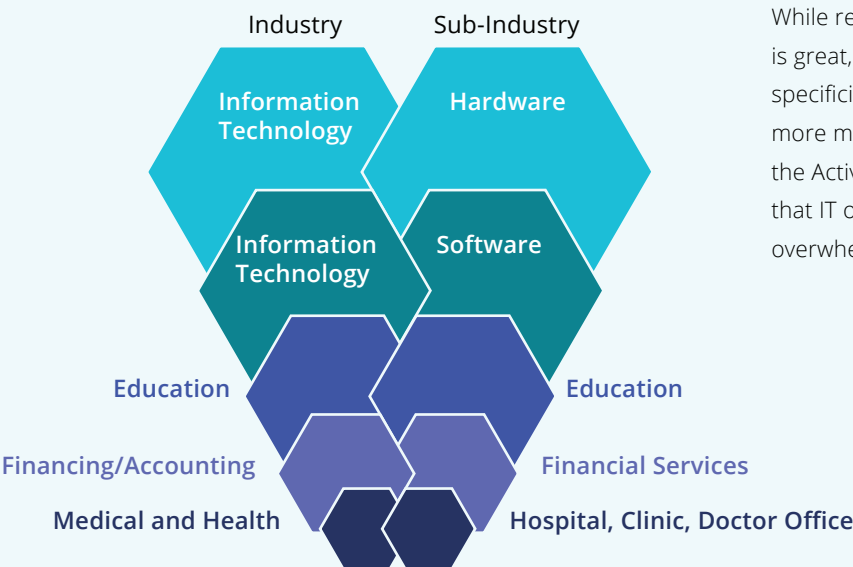 Industry
Sub-Industry
Information
Technology
Hardware
Information
Technology
Software
Education
Education
Financing/Accounting
Financial Services
Medical and Health
Hospital, Clinic, Doctor Office
While re
is great,
specifici
more m
the Activ
that IT o
overwhe